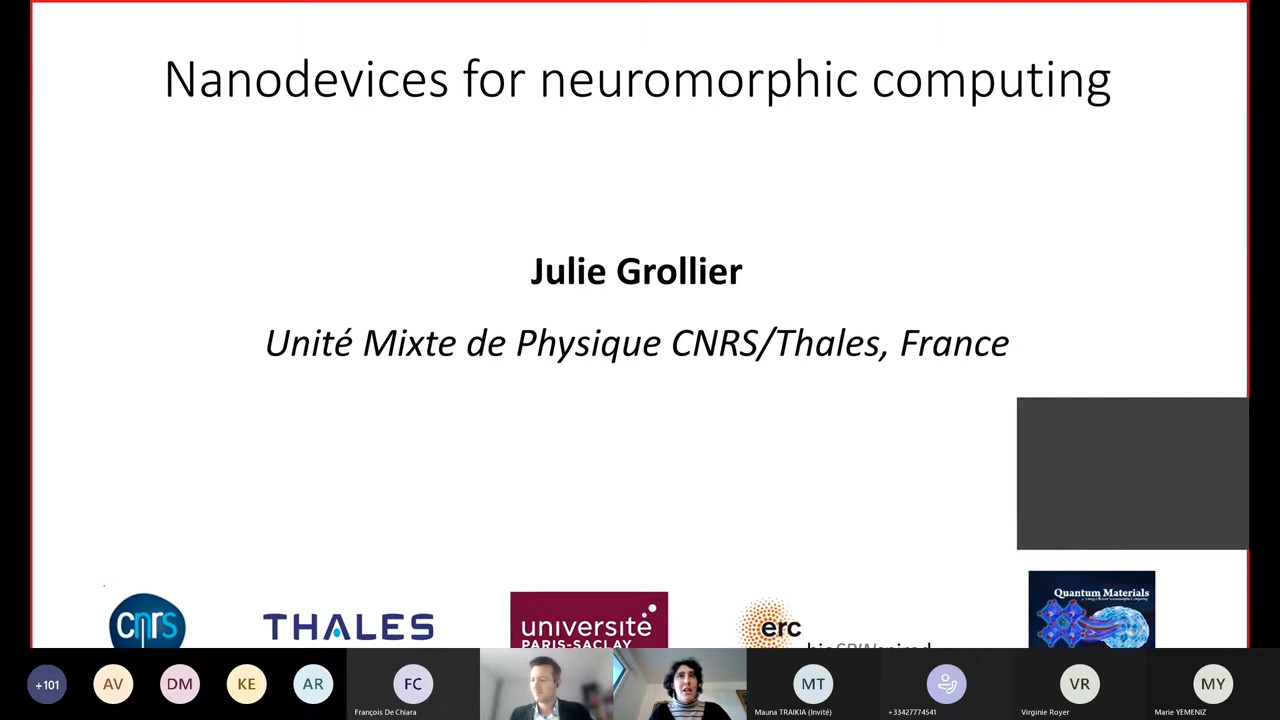 Nanodevices for neuromorphic computing
Julie Grollier
Unité Mixte de Physique CNRS/Thales, France
cnrs
THALES
université
PARIS-SACLAY
erc
bioSPINspired
Quantum Materials
+101
AV
DM
KE
AR
FC
François De Chiara
MT
Mauna TRAIKIA (Invité)
+33427774541
VR
Virginie Royer
MY
Marie YEMENIZ